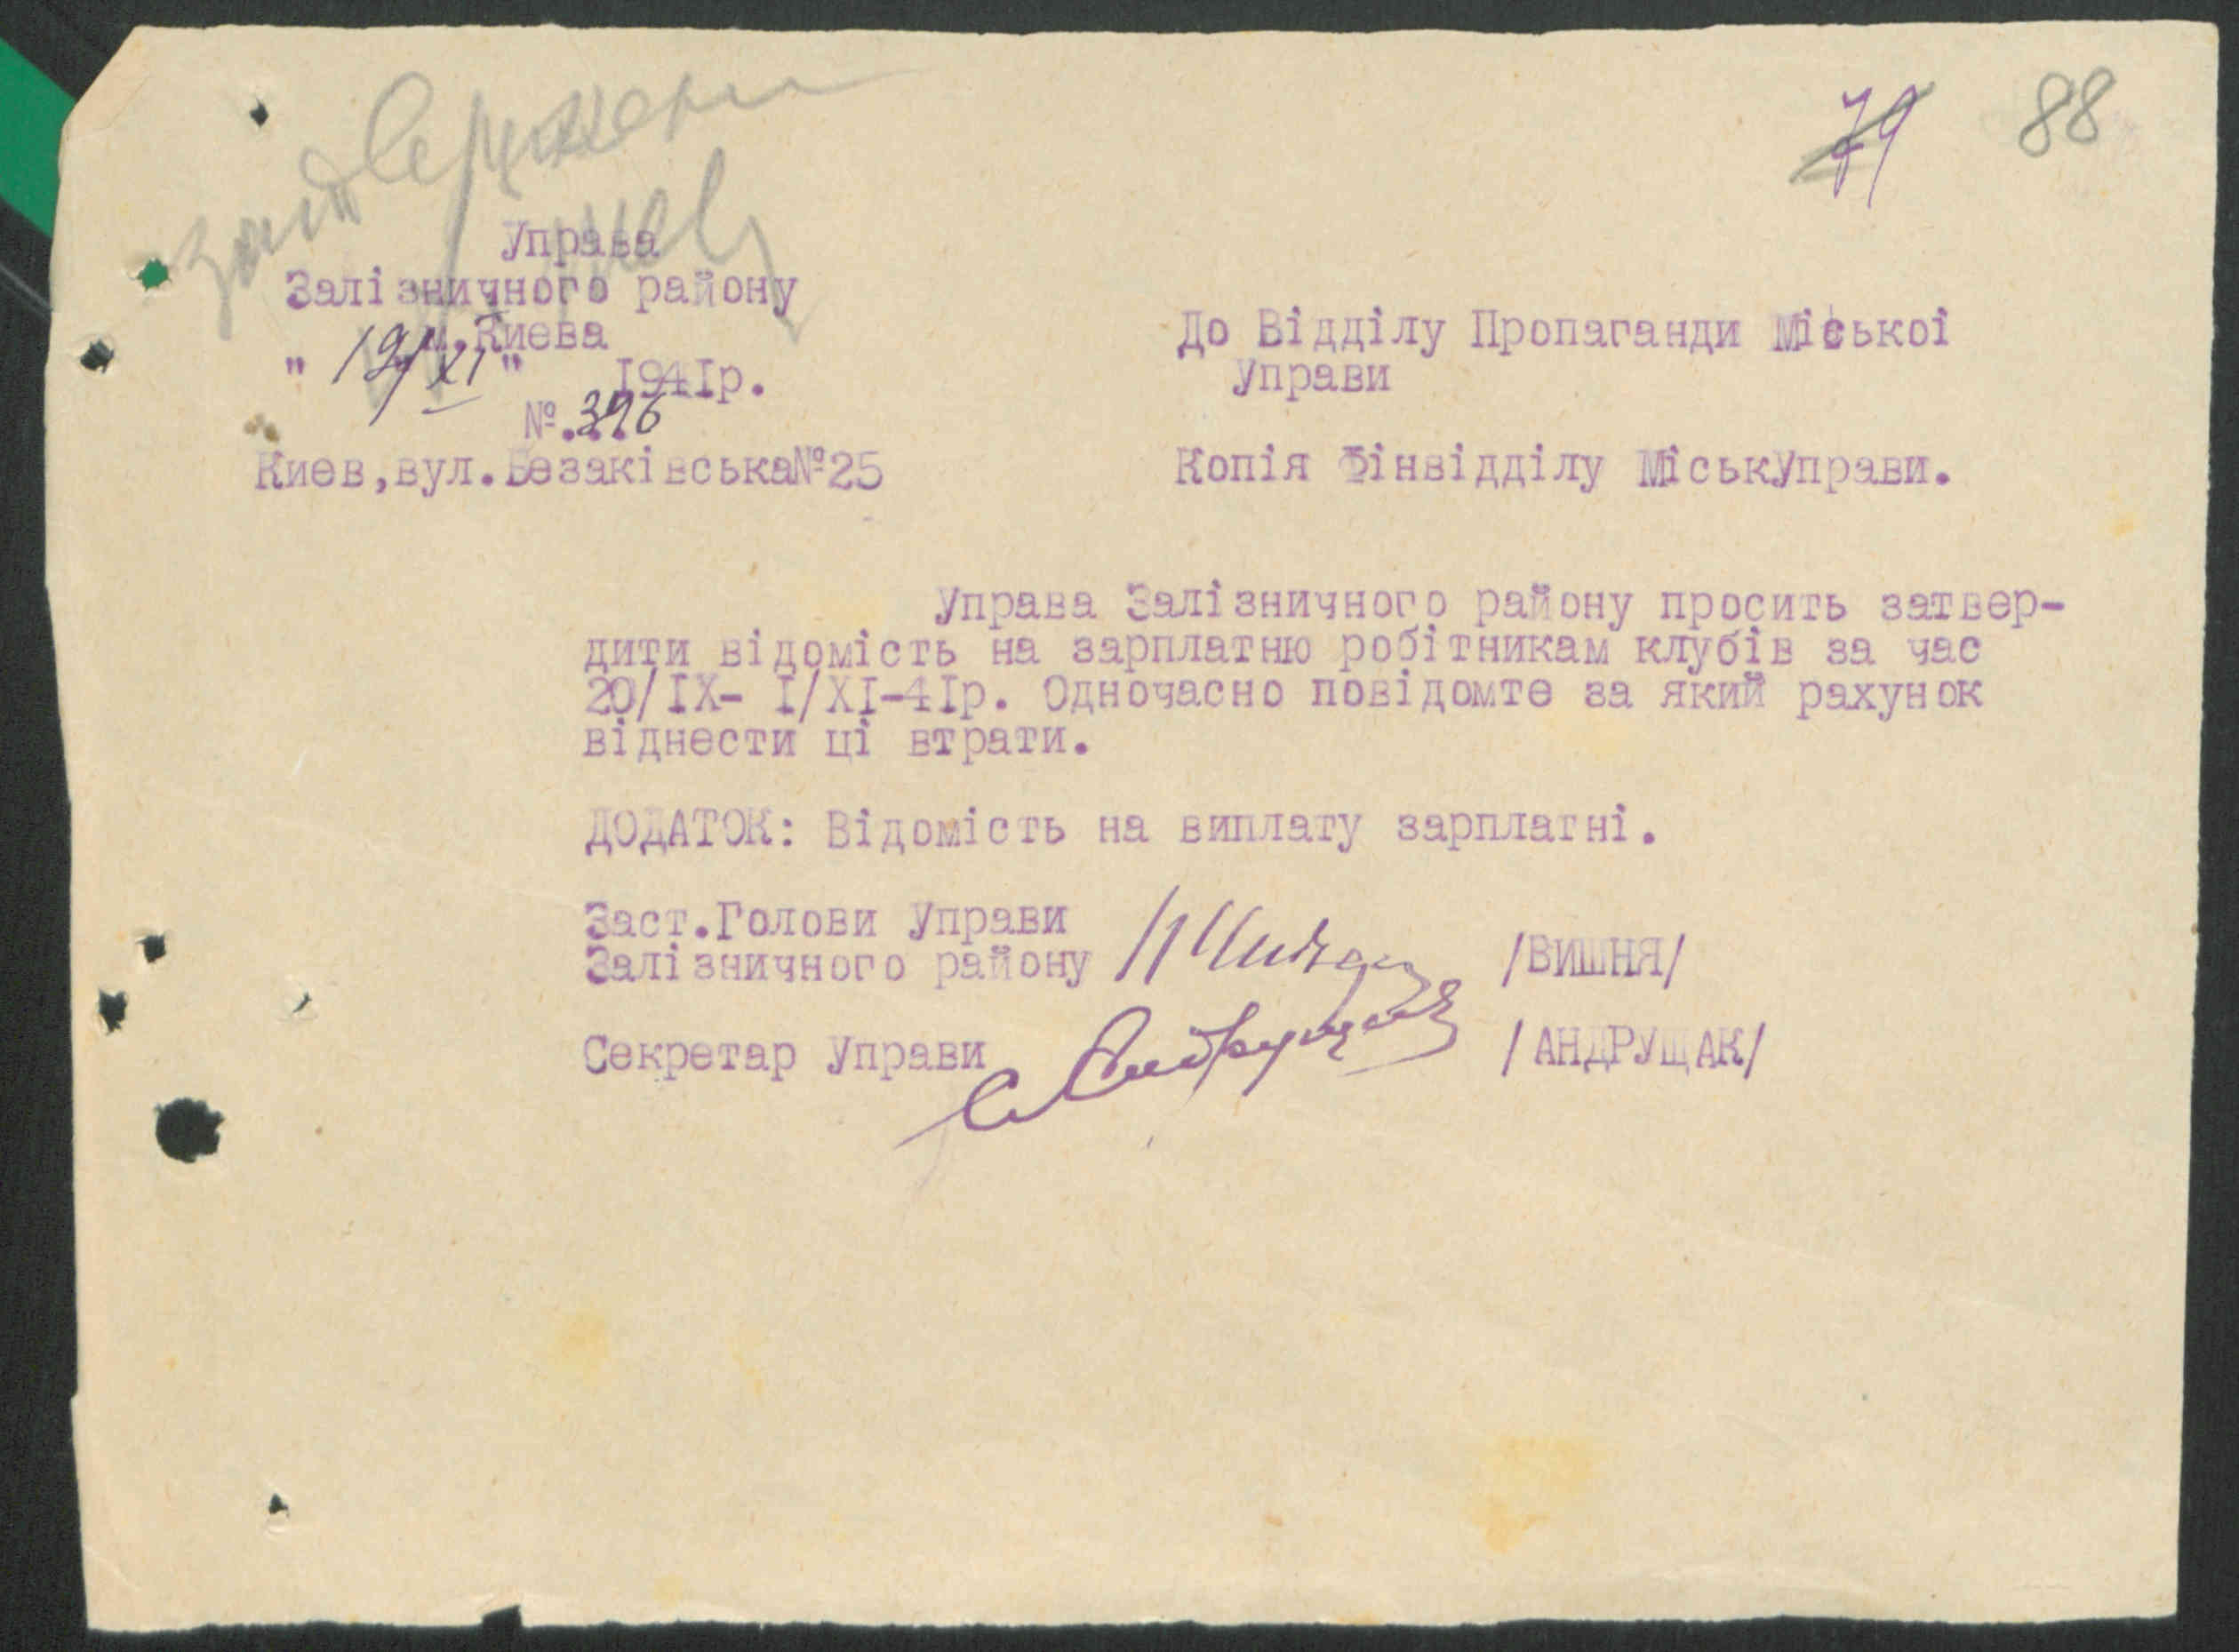 79 88
Управа
Залізничного району
м.Киева
" 19/XI " 1941р.
№ 396
Киев,вул.Безаківська№25
До Відділу Пропаганди Міської
Управи
Копія Фінвідділу МіськУправи.
Управа Залізничного району просить затвер-
дити відомість на зарплатню робітникам клубів за час
20/IX- I/XI-41р. Одночасно повідомте за який рахунок
віднести ці втрати.
ДОДАТОК: Відомість на виплату зарплатні.
Заст.Голови Управи
Залізничного району /ВИШНЯ/
Секретар Управи /АНДРУЩАК/